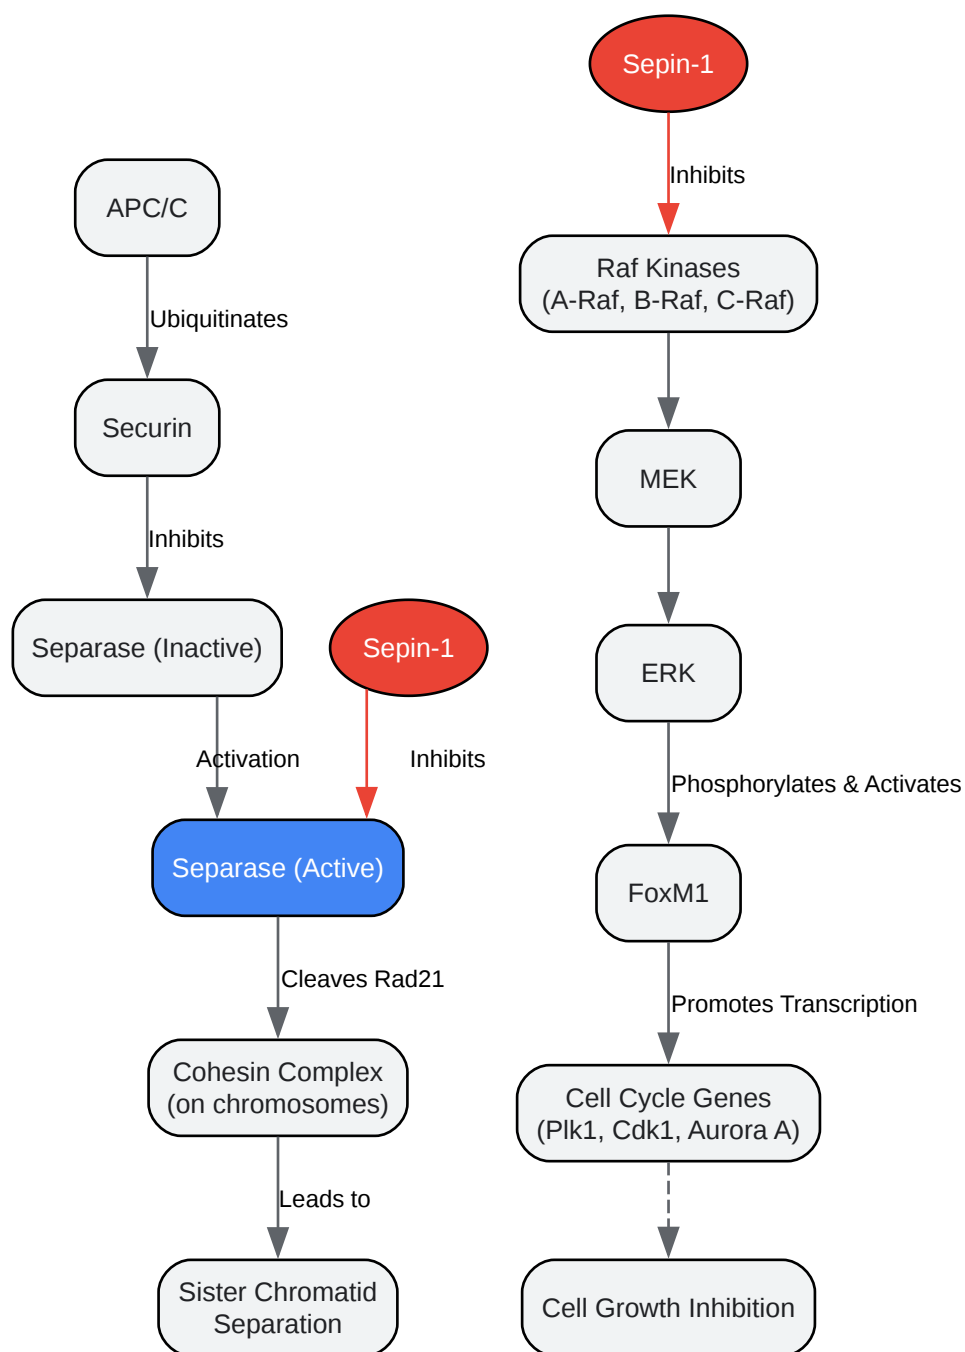 Sepin-1
Inhibits
Raf Kinases
(A-Raf, B-Raf, C-Raf)
MEK
ERK
Phosphorylates & Activates
FoxM1
Promotes Transcription
Cell Cycle Genes
(Plk1, Cdk1, Aurora A)
Cell Growth Inhibition
APC/C
Ubiquitinates
Securin
Inhibits
Separase (Inactive)
Sepin-1
Activation
Inhibits
Separase (Active)
Cleaves Rad21
Cohesin Complex
(on chromosomes)
Leads to
Sister Chromatid
Separation